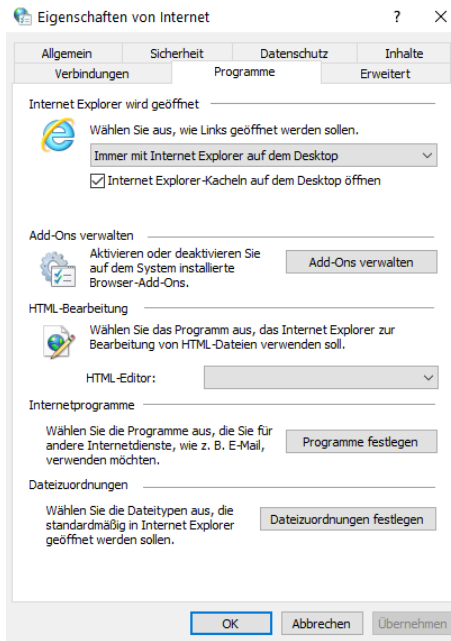 Eigenschaften von Internet
?
Allgemein Sicherheit Datenschutz Inhalte
Verbindungen Programme Erweitert
Internet Explorer wird geöffnet
Wählen Sie aus, wie Links geöffnet werden sollen.
Immer mit Internet Explorer auf dem Desktop
Internet Explorer-Kacheln auf dem Desktop öffnen
Add-Ons verwalten
Aktivieren oder deaktivieren Sie
auf dem System installierte
Browser-Add-Ons.
Add-Ons verwalten
HTML-Bearbeitung
Wählen Sie das Programm aus, das Internet Explorer zur
Bearbeitung von HTML-Dateien verwenden soll.
HTML-Editor:
Internetprogramme
Wählen Sie die Programme aus, die Sie für
andere Internetdienste, wie z. B. E-Mail,
verwenden möchten.
Programme festlegen
Dateizuordnungen
Wählen Sie die Dateitypen aus, die
standardmäßig in Internet Explorer
geöffnet werden sollen.
Dateizuordnungen festlegen
OK Abbrechen Übernehmen